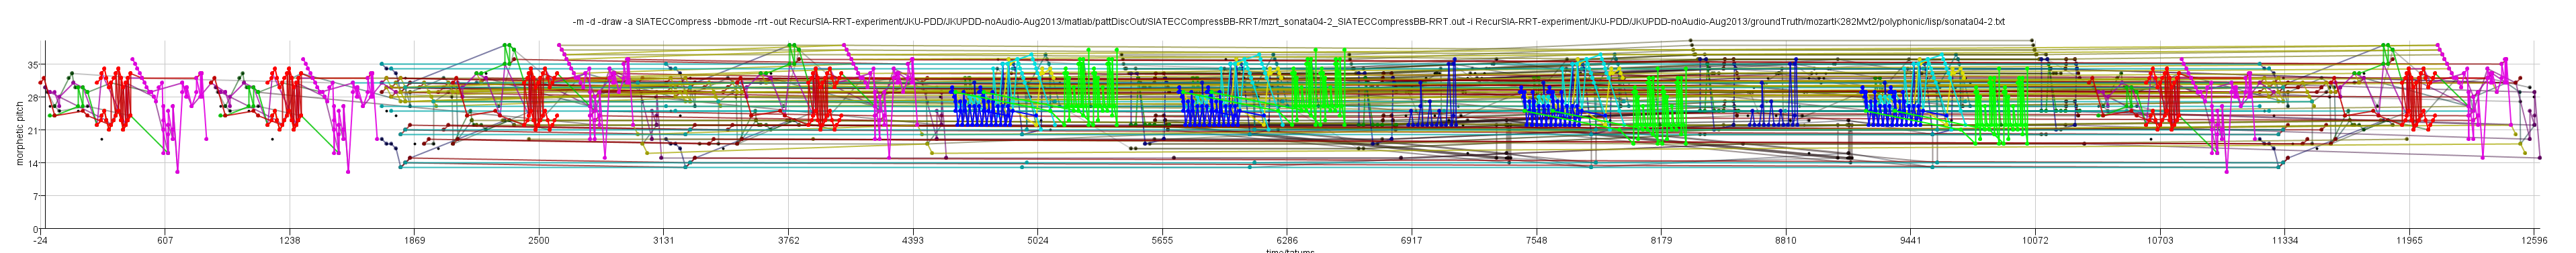 -m -d -draw -a SIATECCompress -bbmode -rrt -out RecurSIA-RRT-experiment/JKU-PDD/JKUPDD-noAudio-Aug2013/matlab/pattDiscOut/SIATECCompressBB-RRT/mzrt_sonata04-2_SIATECCompressBB-RRT.out -i RecurSIA-RRT-experiment/JKU-PDD/JKUPDD-noAudio-Aug2013/groundTruth/mozartK282Mvt2/polyphonic/lisp/sonata04-2.txt
morphetic pitch
35
28
21
14
7
0
-24 607 1238 1869 2500 3131 3762 4393 5024 5655 6286 6917 7548 8179 8810 9441 10072 10703 11334 11965 12596
time/tatums